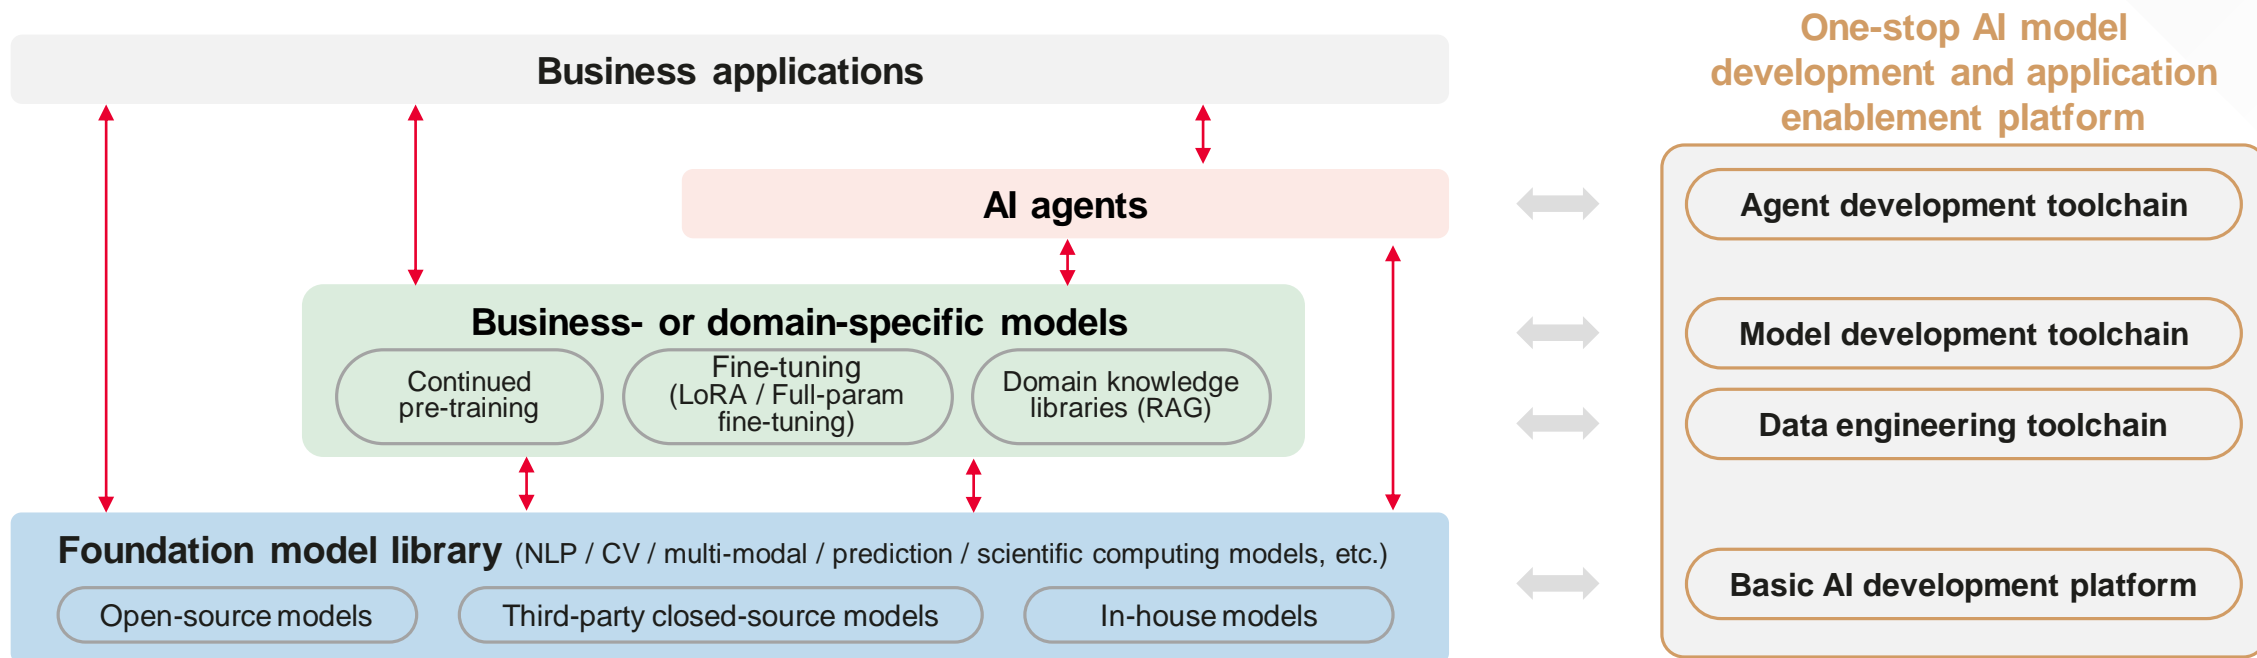 Business applications
AI agents
Business- or domain-specific models
Continued
pre-training
Fine-tuning
(LoRA / Full-param
fine-tuning)
Domain knowledge
libraries (RAG)
Foundation model library (NLP / CV / multi-modal / prediction / scientific computing models, etc.)
Open-source models
Third-party closed-source models
In-house models
One-stop AI model
development and application
enablement platform
Agent development toolchain
Model development toolchain
Data engineering toolchain
Basic AI development platform